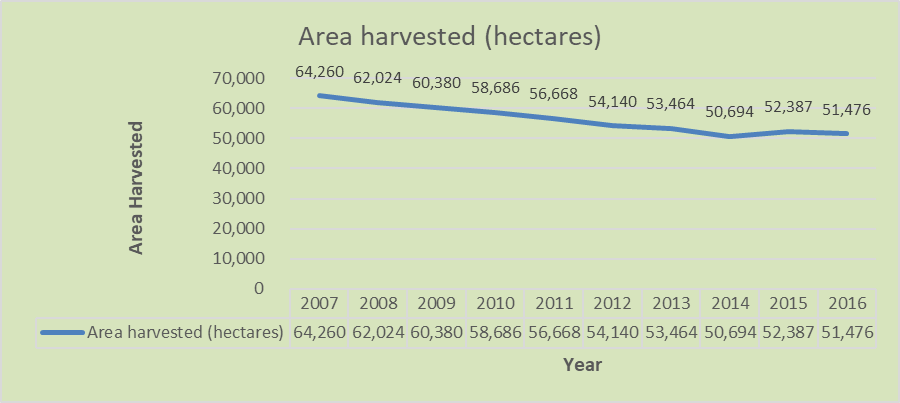 Area harvested (hectares)
64,260 62,024 60,380 58,686 56,668 54,140 53,464 50,694 52,387 51,476
70,000
60,000
50,000
40,000
30,000
20,000
10,000
0
Area Harvested
2007 2008 2009 2010 2011 2012 2013 2014 2015 2016
Area harvested (hectares) 64,260 62,024 60,380 58,686 56,668 54,140 53,464 50,694 52,387 51,476
Year